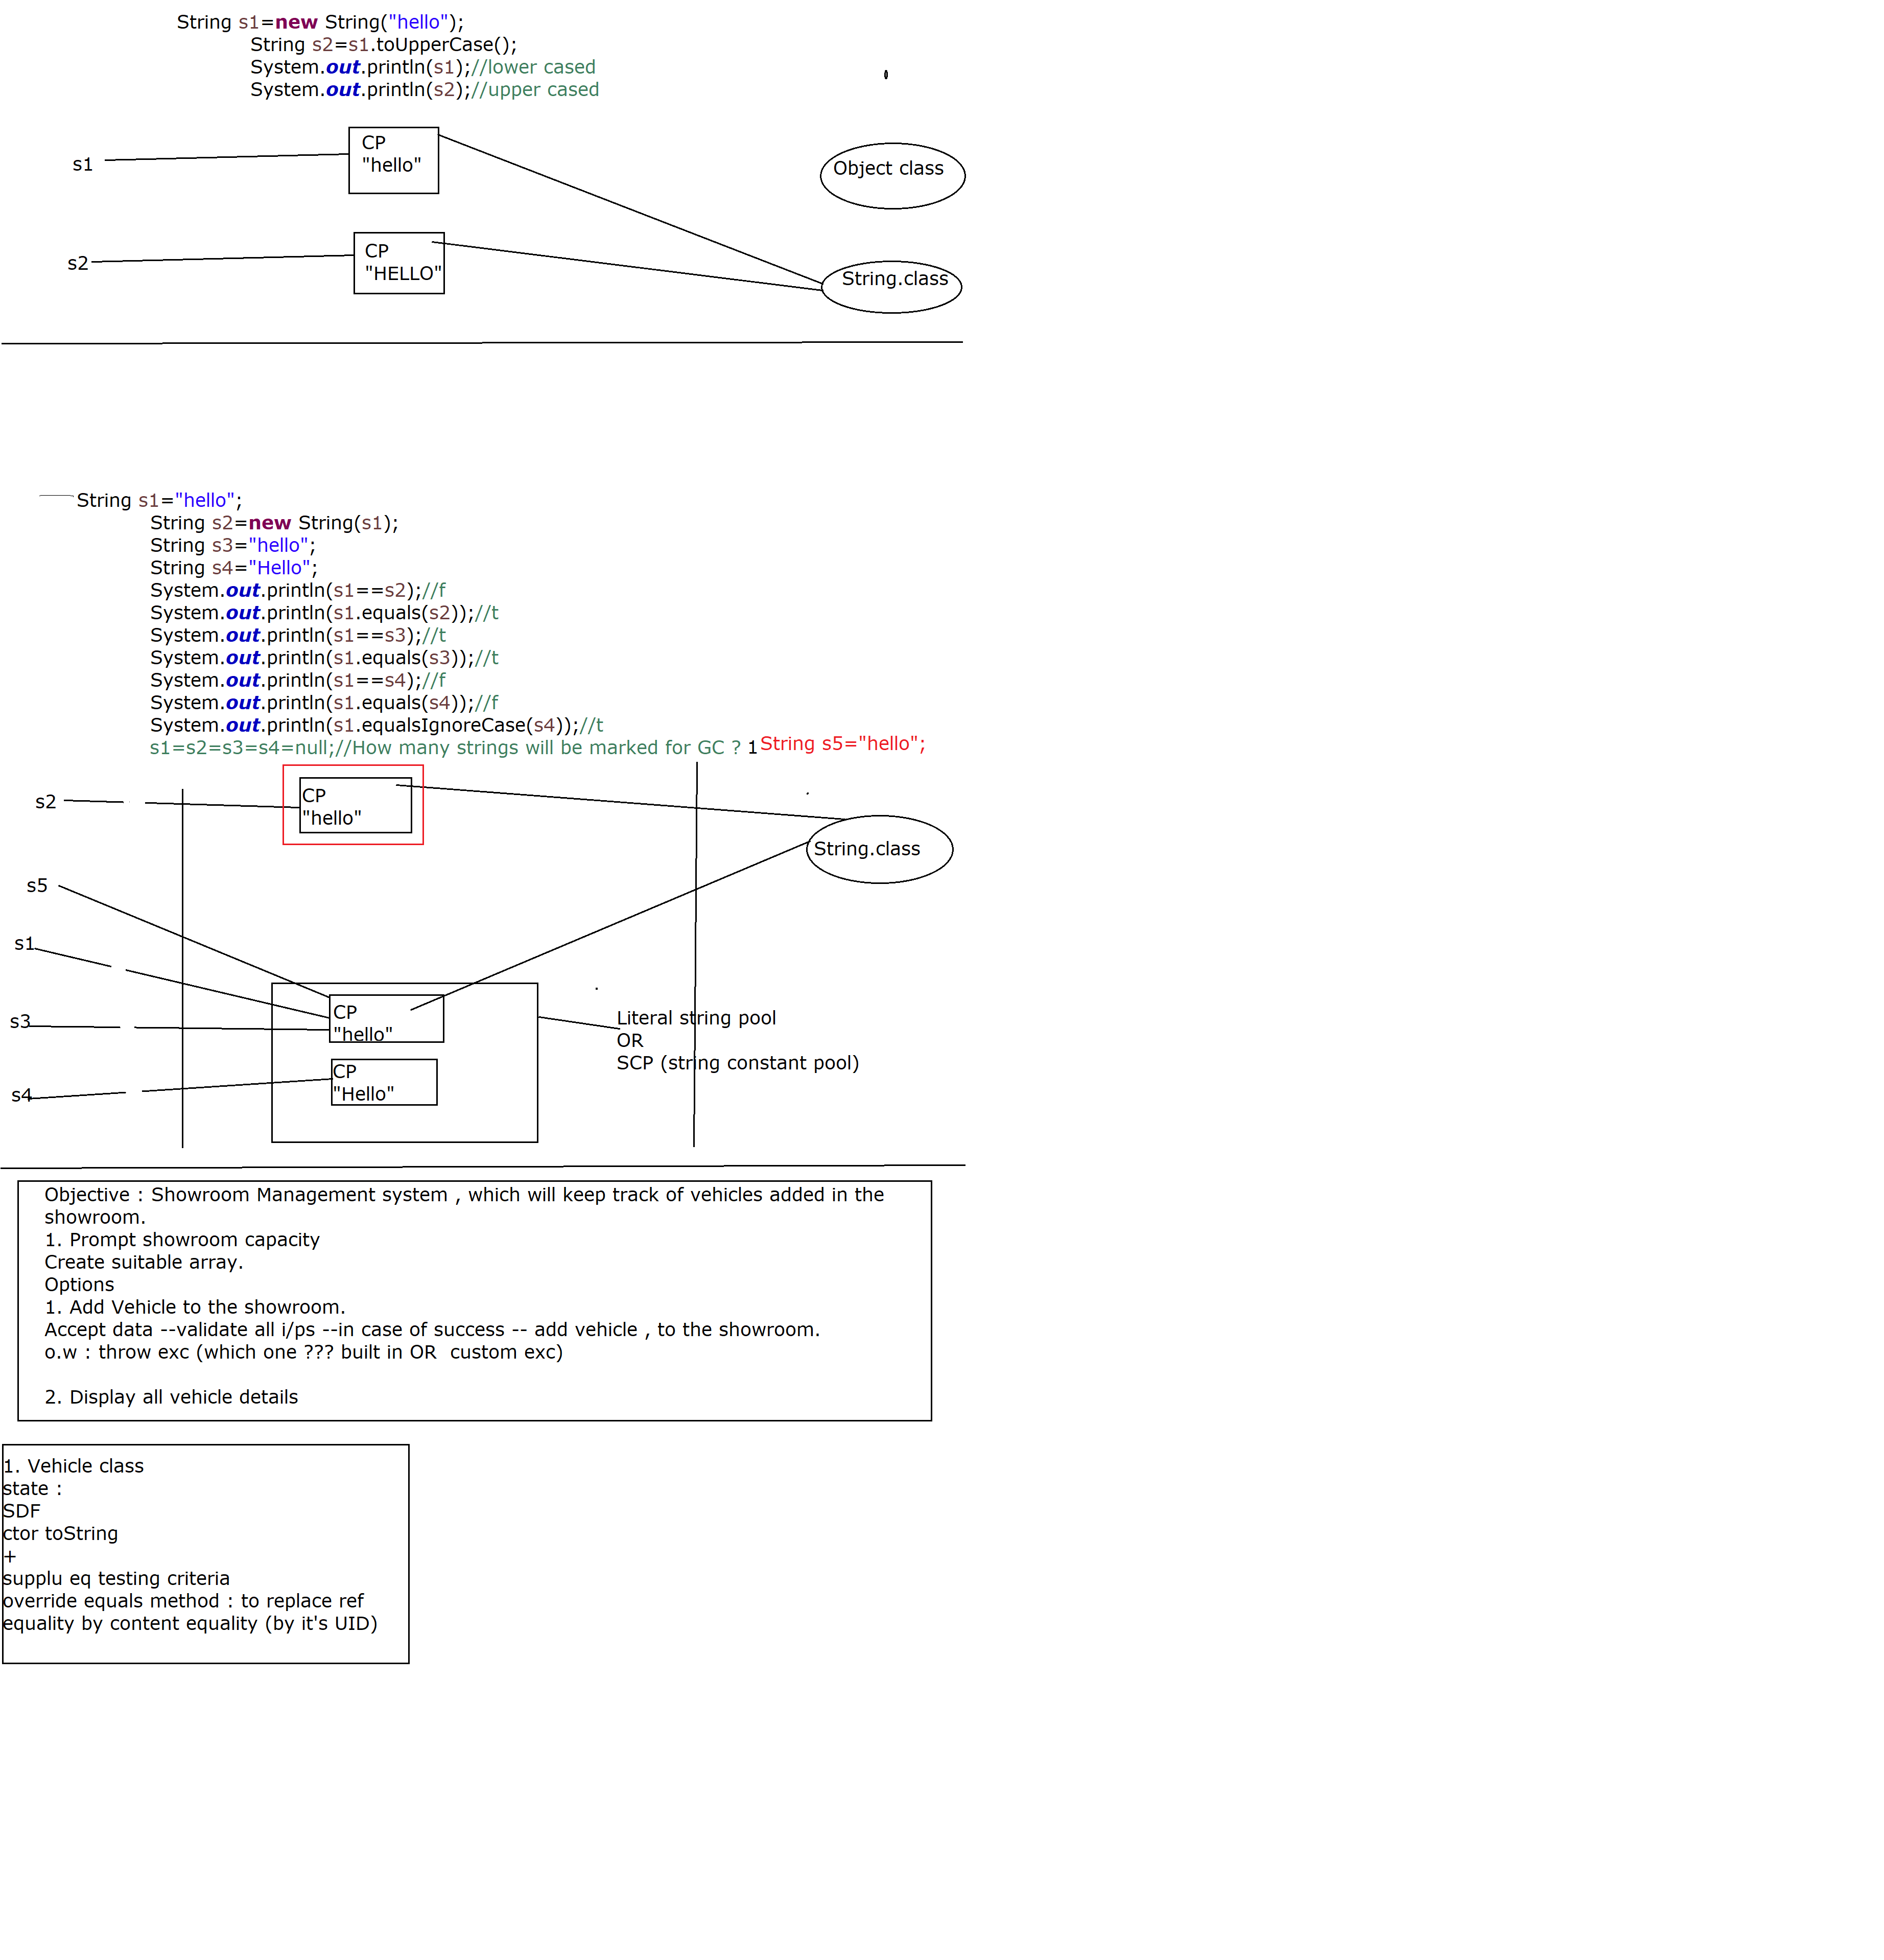 String s1=new String("hello");
String s2=s1.toUpperCase();
System.out.println(s1);//lower cased
System.out.println(s2);//upper cased
CP
"hello"
s1
Object class
CP
"HELLO"
s2
String.class
String s1="hello";
String s2=new String(s1);
String s3="hello";
String s4="Hello";
System.out.println(s1==s2);//f
System.out.println(s1.equals(s2));//t
System.out.println(s1==s3);//t
System.out.println(s1.equals(s3));//t
System.out.println(s1==s4);//f
System.out.println(s1.equals(s4));//f
System.out.println(s1.equalsIgnoreCase(s4));//t
s1=s2=s3=s4=null;//How many strings will be marked for GC ? 1 String s5="hello";
s2
CP
"hello"
String.class
s5
s1
s3
CP
"hello"
Literal string pool
OR
SCP (string constant pool)
s4
CP
"Hello"
Objective : Showroom Management system , which will keep track of vehicles added in the
showroom.
1. Prompt showroom capacity
Create suitable array.
Options
1. Add Vehicle to the showroom.
Accept data --validate all i/ps --in case of success -- add vehicle , to the showroom.
o.w : throw exc (which one ??? built in OR  custom exc)
2. Display all vehicle details
1. Vehicle class
state :
SDF
ctor toString
+
supplu eq testing criteria
override equals method : to replace ref
equality by content equality (by it's UID)